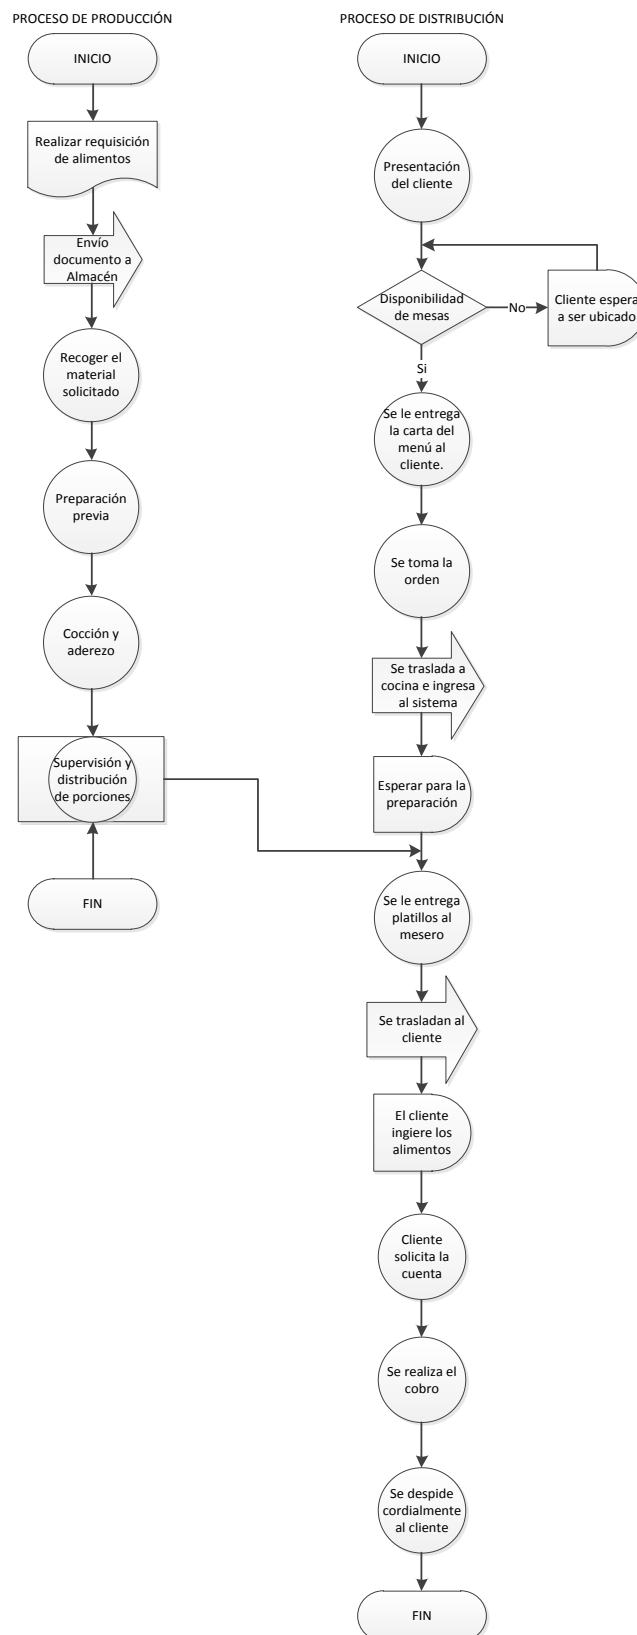 PROCESO DE PRODUCCIÓN
INICIO
Realizar requisición
de alimentos
Envío
documento a
Almacén
Recoger el
material
solicitado
Preparación
previa
Cocción y
aderezo
Supervisión y
distribución
de porciones
FIN
PROCESO DE DISTRIBUCIÓN
INICIO
Presentación
del cliente
Disponibilidad
de mesas
No
Cliente espera
a ser ubicado
Si
Se le entrega
la carta del
menú al
cliente.
Se toma la
orden
Se traslada a
cocina e ingresa
al sistema
Esperar para la
preparación
Se le entrega
platillos al
mesero
Se trasladan al
cliente
El cliente
ingiere los
alimentos
Cliente
solicita la
cuenta
Se realiza el
cobro
Se despide
cordialmente
al cliente
FIN